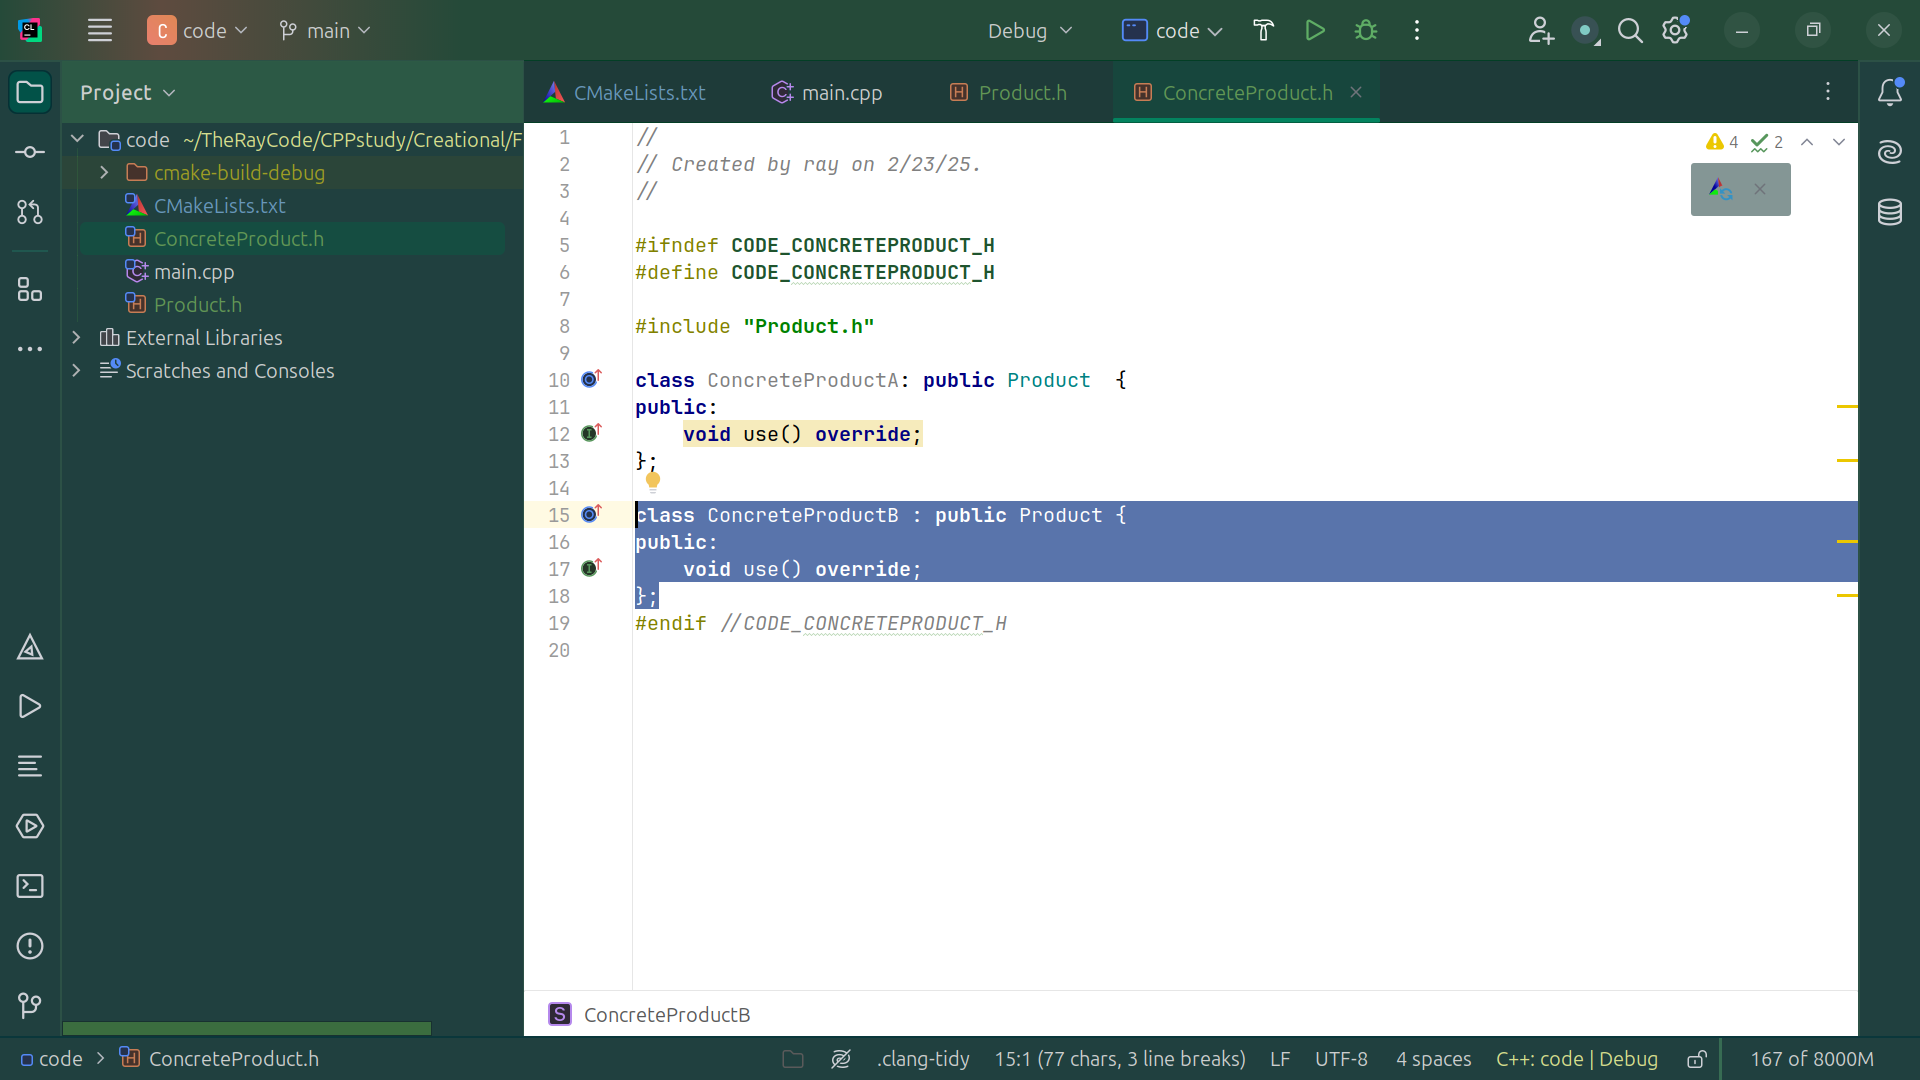 CL C code main Debug code
Project
CMakeLists.txt main.cpp Product.h ConcreteProduct.h
code ~/TheRayCode/CPPstudy/Creational/F
cmake-build-debug
CMakeLists.txt
ConcreteProduct.h
main.cpp
Product.h
External Libraries
Scratches and Consoles
4 2
1 //
2 // Created by ray on 2/23/25.
3 //
4
5 #ifndef CODE_CONCRETEPRODUCT_H
6 #define CODE_CONCRETEPRODUCT_H
7
8 #include "Product.h"
9
10 class ConcreteProductA: public Product  {
11 public:
12     void use() override;
13 };
14
15 class ConcreteProductB : public Product {
16 public:
17     void use() override;
18 };
19 #endif //CODE_CONCRETEPRODUCT_H
20
S ConcreteProductB
code > ConcreteProduct.h .clang-tidy 15:1 (77 chars, 3 line breaks) LF UTF-8 4 spaces C++: code | Debug 167 of 8000M